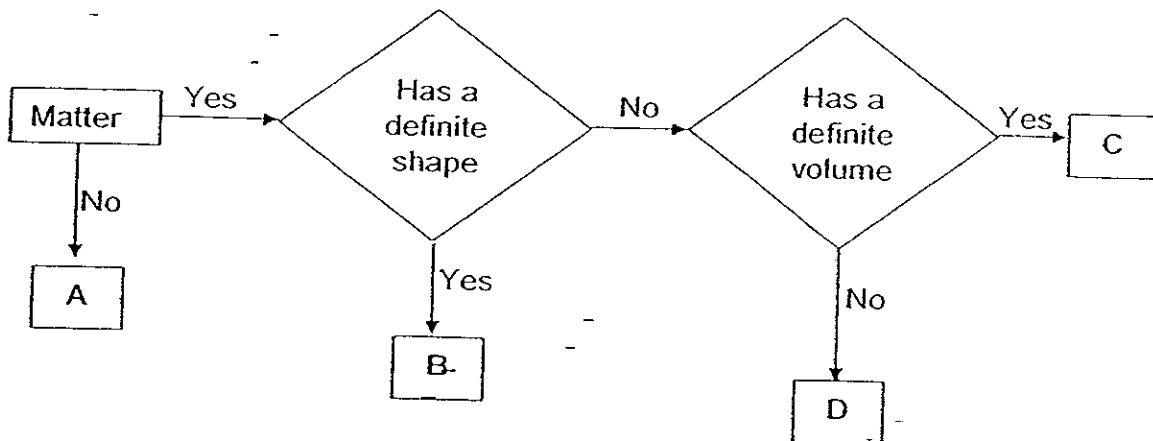 Matter
Yes
Has a
definite
shape
No
Has a
definite
volume
Yes
C
No
A
Yes
B
No
D